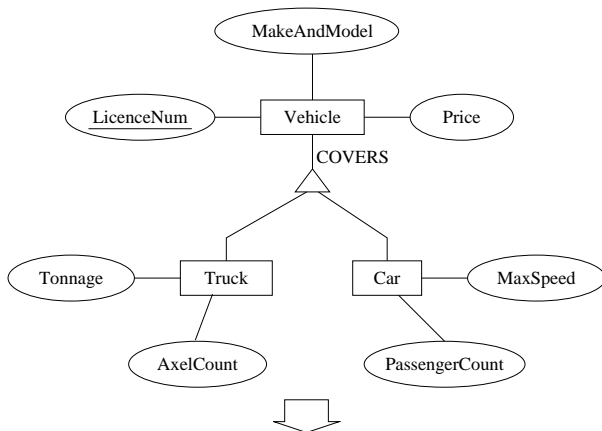 MakeAndModel
LicenceNum Vehicle Price
COVERS
Tonnage Truck Car MaxSpeed
AxelCount PassengerCount